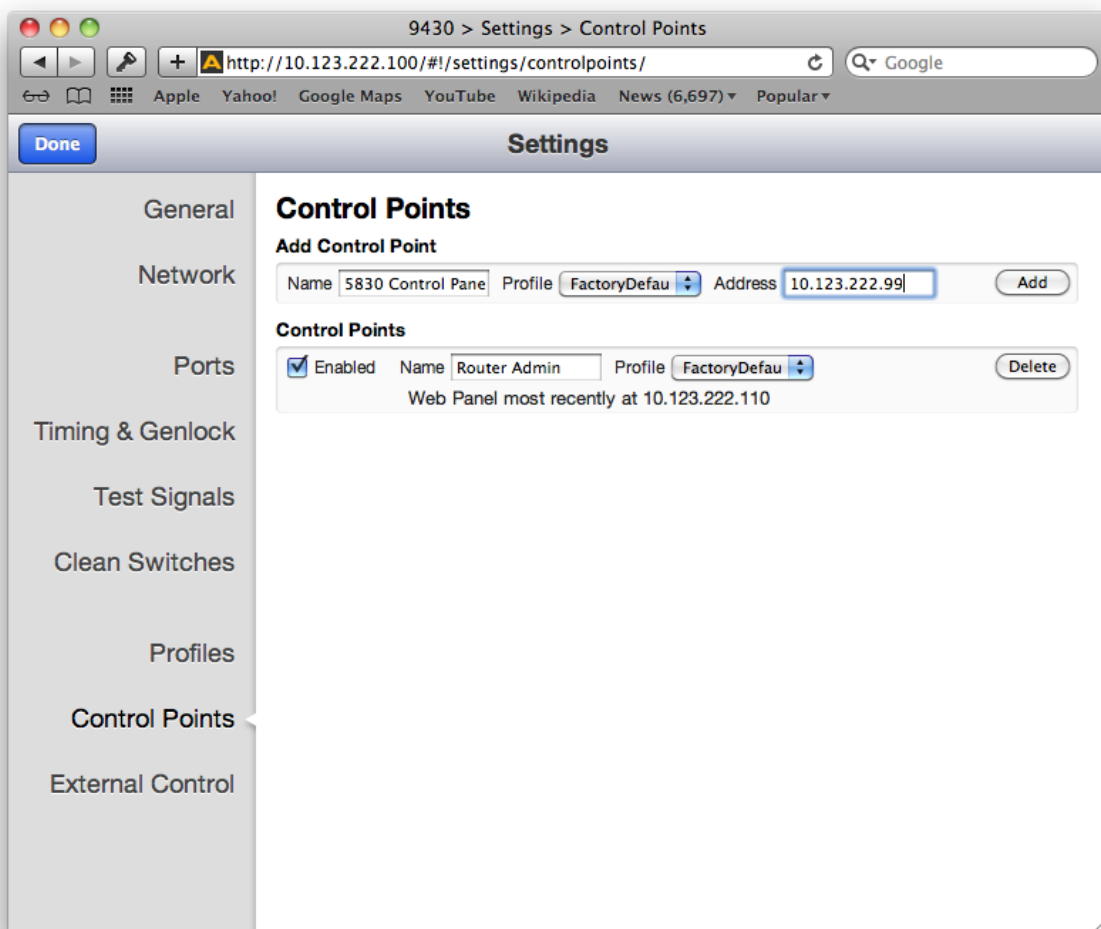 9430 > Settings > Control Points
http://10.123.222.100/#!/settings/controlpoints/
Google
Apple Yahoo! Google Maps YouTube Wikipedia News (6,697) Popular
Done
Settings
General
Network
Ports
Timing & Genlock
Test Signals
Clean Switches
Profiles
Control Points
External Control
Control Points
Add Control Point
Name 5830 Control Pane Profile FactoryDefau Address 10.123.222.99 Add
Control Points
Enabled Name Router Admin Profile FactoryDefau Delete
Web Panel most recently at 10.123.222.110